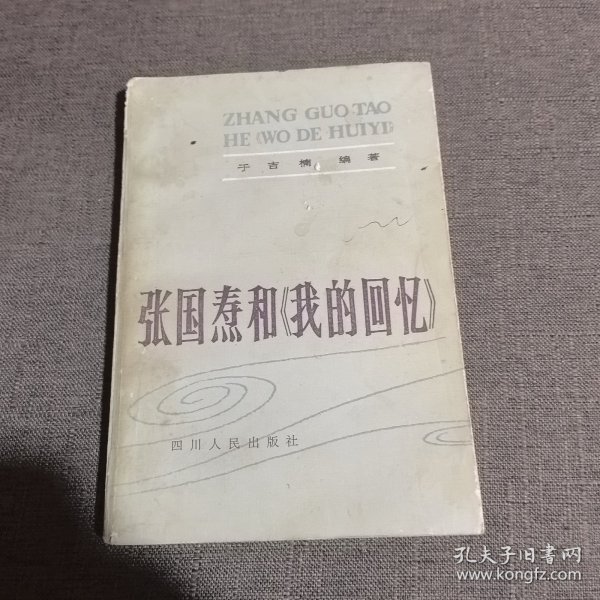 ZHANG GUO TAO
HE 《WO DE HUIYI》
于吉楠 编著
张国焘和《我的回忆》
四川人民出版社
孔夫子旧书网
www.kongfz.com